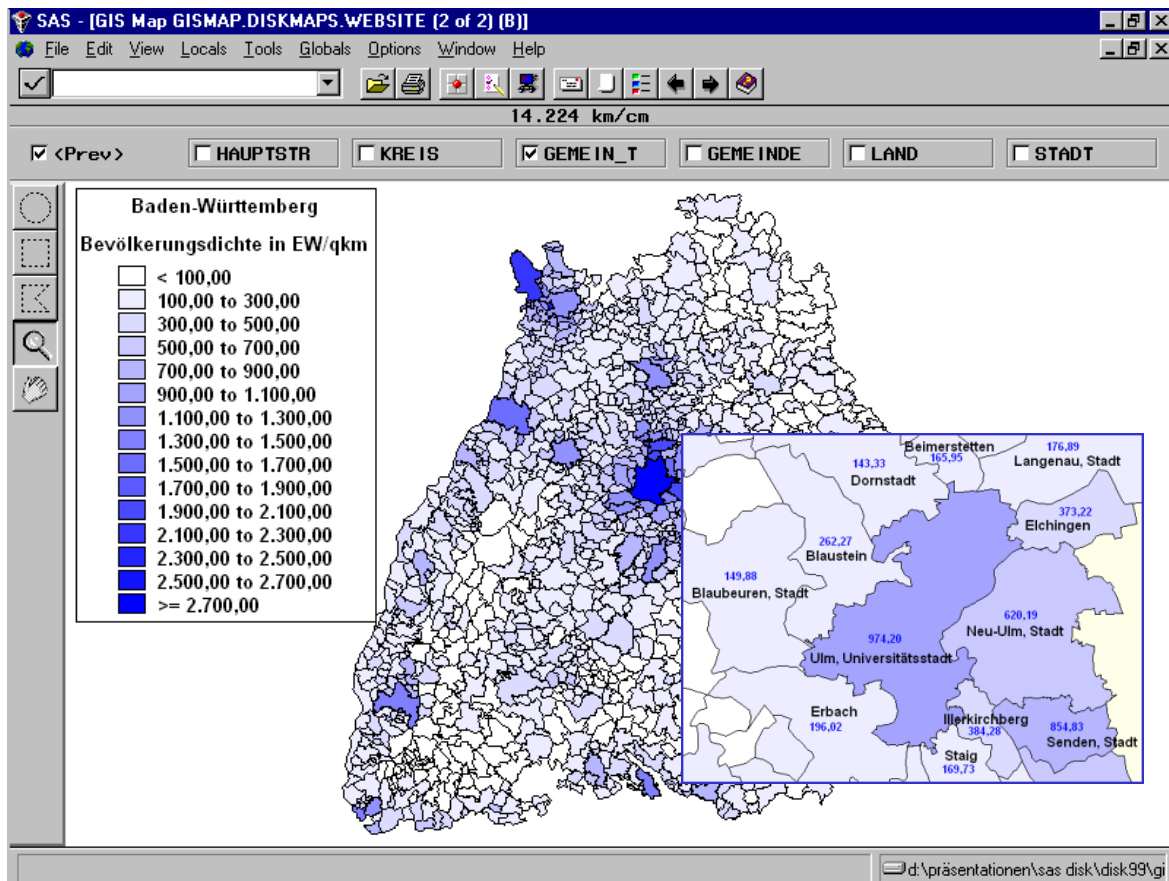 SAS - [GIS Map GISMAP.DISKMAPS.WEBSITE (2 of 2) (B)]
File Edit View Locals Tools Globals Options Window Help
14.224 km/cm
<Prev> HAUPTSTR KREIS GEMEIN_T GEMEINDE LAND STADT
Baden-Württemberg
Bevölkerungsdichte in EW/qkm
< 100,00
100,00 to 300,00
300,00 to 500,00
500,00 to 700,00
700,00 to 900,00
900,00 to 1.100,00
1.100,00 to 1.300,00
1.300,00 to 1.500,00
1.500,00 to 1.700,00
1.700,00 to 1.900,00
1.900,00 to 2.100,00
2.100,00 to 2.300,00
2.300,00 to 2.500,00
2.500,00 to 2.700,00
>= 2.700,00
Beimerstetten
165,95
176,89
Langenau, Stadt
143,33
Dornstadt
373,22
Elchingen
262,27
Blaustein
149,88
Blaubeuren, Stadt
620,19
Neu-Ulm, Stadt
974,20
Ulm, Universitätsstadt
Erbach
196,02
Illerkirchberg
384,28
854,83
Senden, Stadt
Staig
169,73
d:\präsentationen\sas disk\disk99\gi